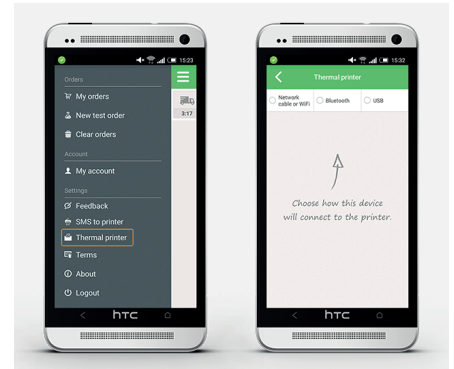 15:23
Orders
My orders
New test order
Clear orders
Account
My account
Settings
Feedback
SMS to printer
Thermal printer
Terms
About
Logout
3:17
hTC
15:32
Thermal printer
Network
cable or WiFi
Bluetooth
USB
Choose how this device
will connect to the printer.
hTC